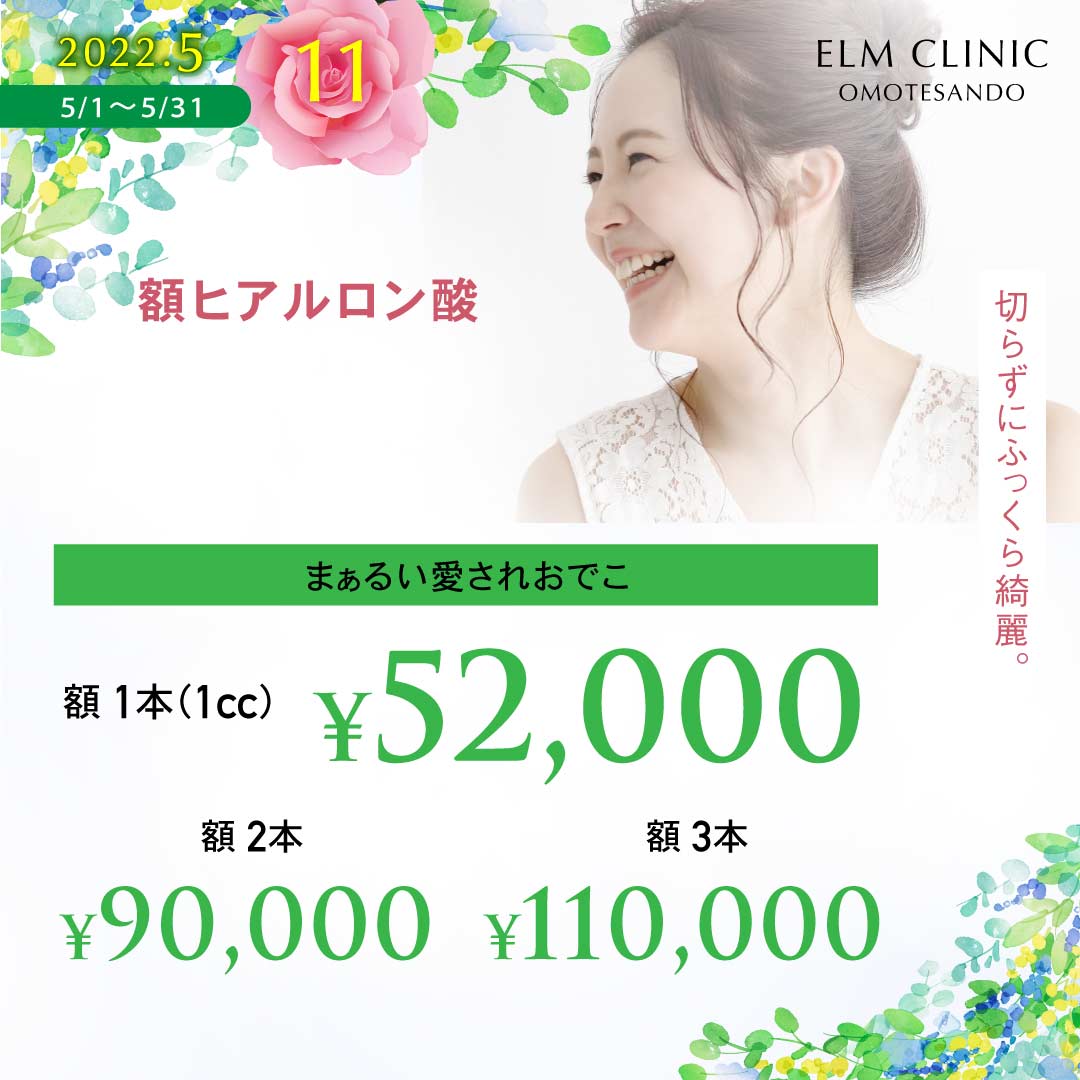 2022.5
5/1～5/31
11
ELM CLINIC
OMOTESANDO
額ヒアルロン酸
切らずにふっくら綺麗。
まぁるい愛されおでこ
額 1本(1cc) ¥52,000
額 2本
¥90,000
額 3本
¥110,000